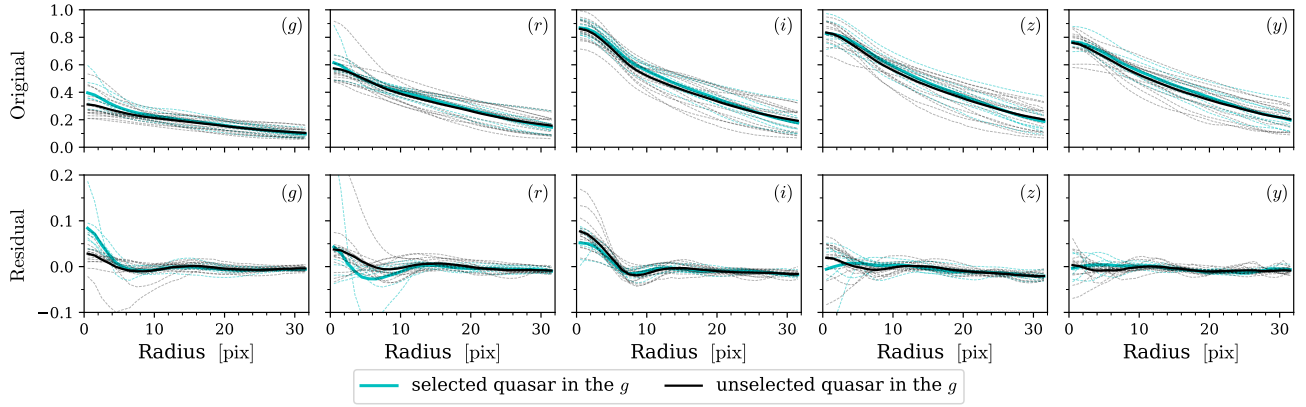 Original
1.0
0.8
0.6
0.4
0.2
0.0
(g)
(r)
(i)
(z)
(y)
Residual
0.2
0.1
0.0
−0.1
(g)
(r)
(i)
(z)
(y)
0 10 20 30
0 10 20 30
0 10 20 30
0 10 20 30
0 10 20 30
Radius [pix]
Radius [pix]
Radius [pix]
Radius [pix]
Radius [pix]
selected quasar in the g
unselected quasar in the g